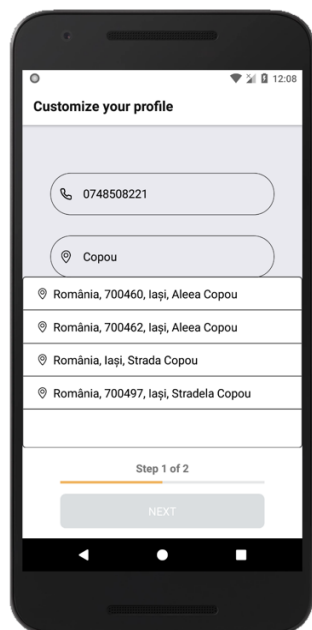 12:08
Customize your profile
0748508221
Copou
România, 700460, Iași, Aleea Copou
România, 700462, Iași, Aleea Copou
România, Iași, Strada Copou
România, 700497, Iași, Stradela Copou
Step 1 of 2
NEXT